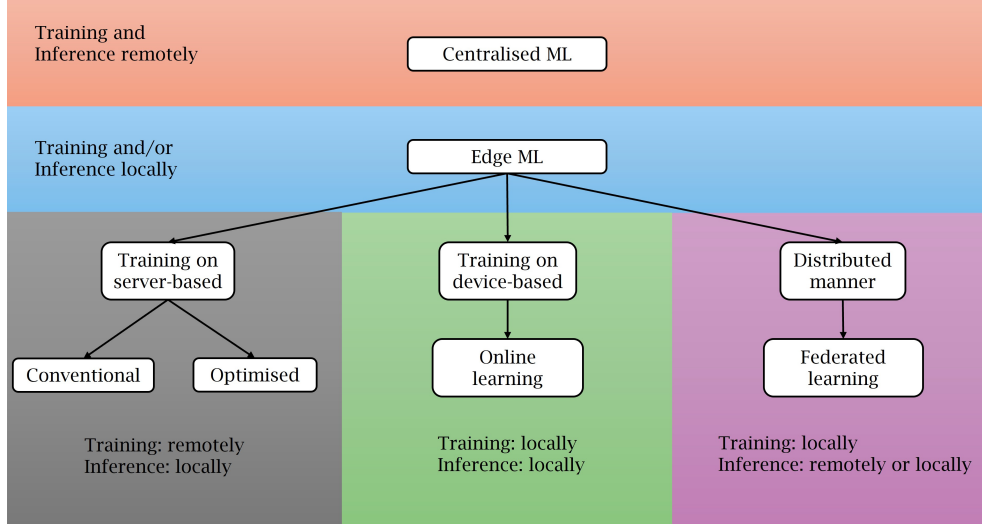 Training and
Inference remotely
Centralised ML
Training and/or
Inference locally
Edge ML
Training on
server-based
Training on
device-based
Distributed
manner
Conventional
Optimised
Online
learning
Federated
learning
Training: remotely
Inference: locally
Training: locally
Inference: locally
Training: locally
Inference: remotely or locally